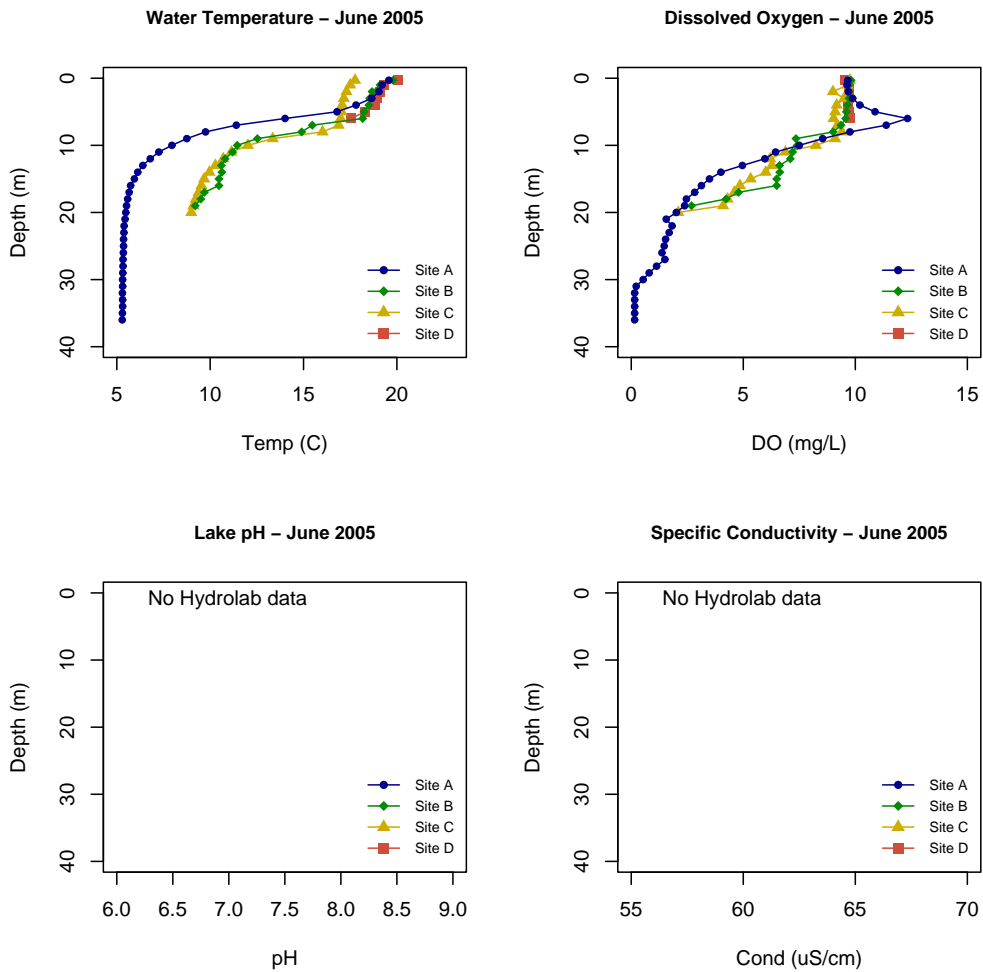 Water Temperature – June 2005
0
10
20
30
40
Depth (m)
Site A
Site B
Site C
Site D
5
10
15
20
Temp (C)
Dissolved Oxygen – June 2005
0
10
20
30
40
Depth (m)
Site A
Site B
Site C
Site D
0
5
10
15
DO (mg/L)
Lake pH – June 2005
No Hydrolab data
0
10
20
30
40
Depth (m)
Site A
Site B
Site C
Site D
6.0
6.5
7.0
7.5
8.0
8.5
9.0
pH
Specific Conductivity – June 2005
No Hydrolab data
0
10
20
30
40
Depth (m)
Site A
Site B
Site C
Site D
55
60
65
70
Cond (uS/cm)